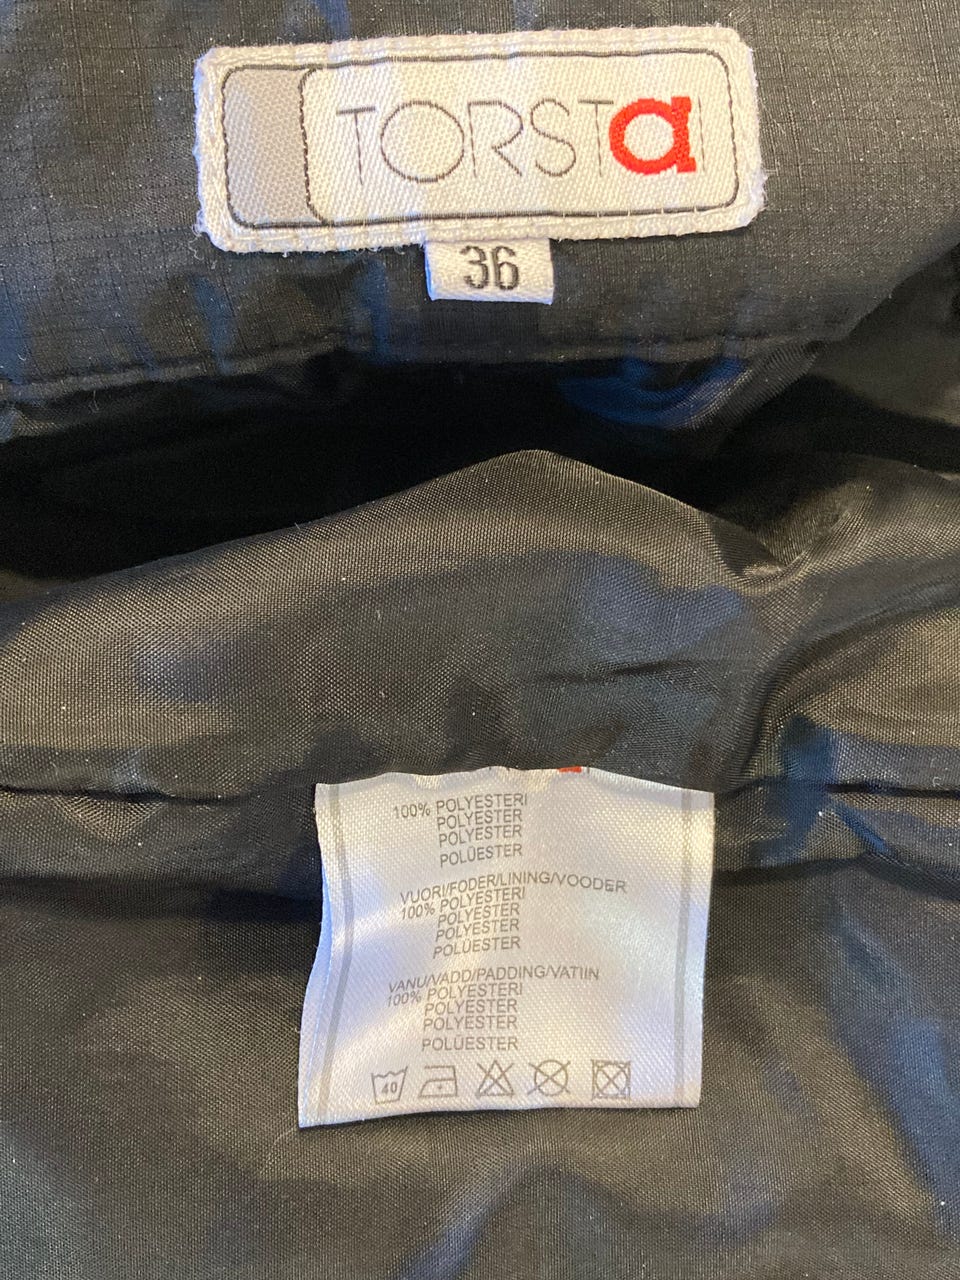 TORSTAI
36
100% POLYESTERI
POLYESTER
POLYESTER
POLÜESTER
VUORI/FODER/LINING/VOODER
100% POLYESTERI
POLYESTER
POLYESTER
POLÜESTER
VANU/VADD/PADDING/VATIIN
100% POLYESTERI
POLYESTER
POLYESTER
POLÜESTER
40